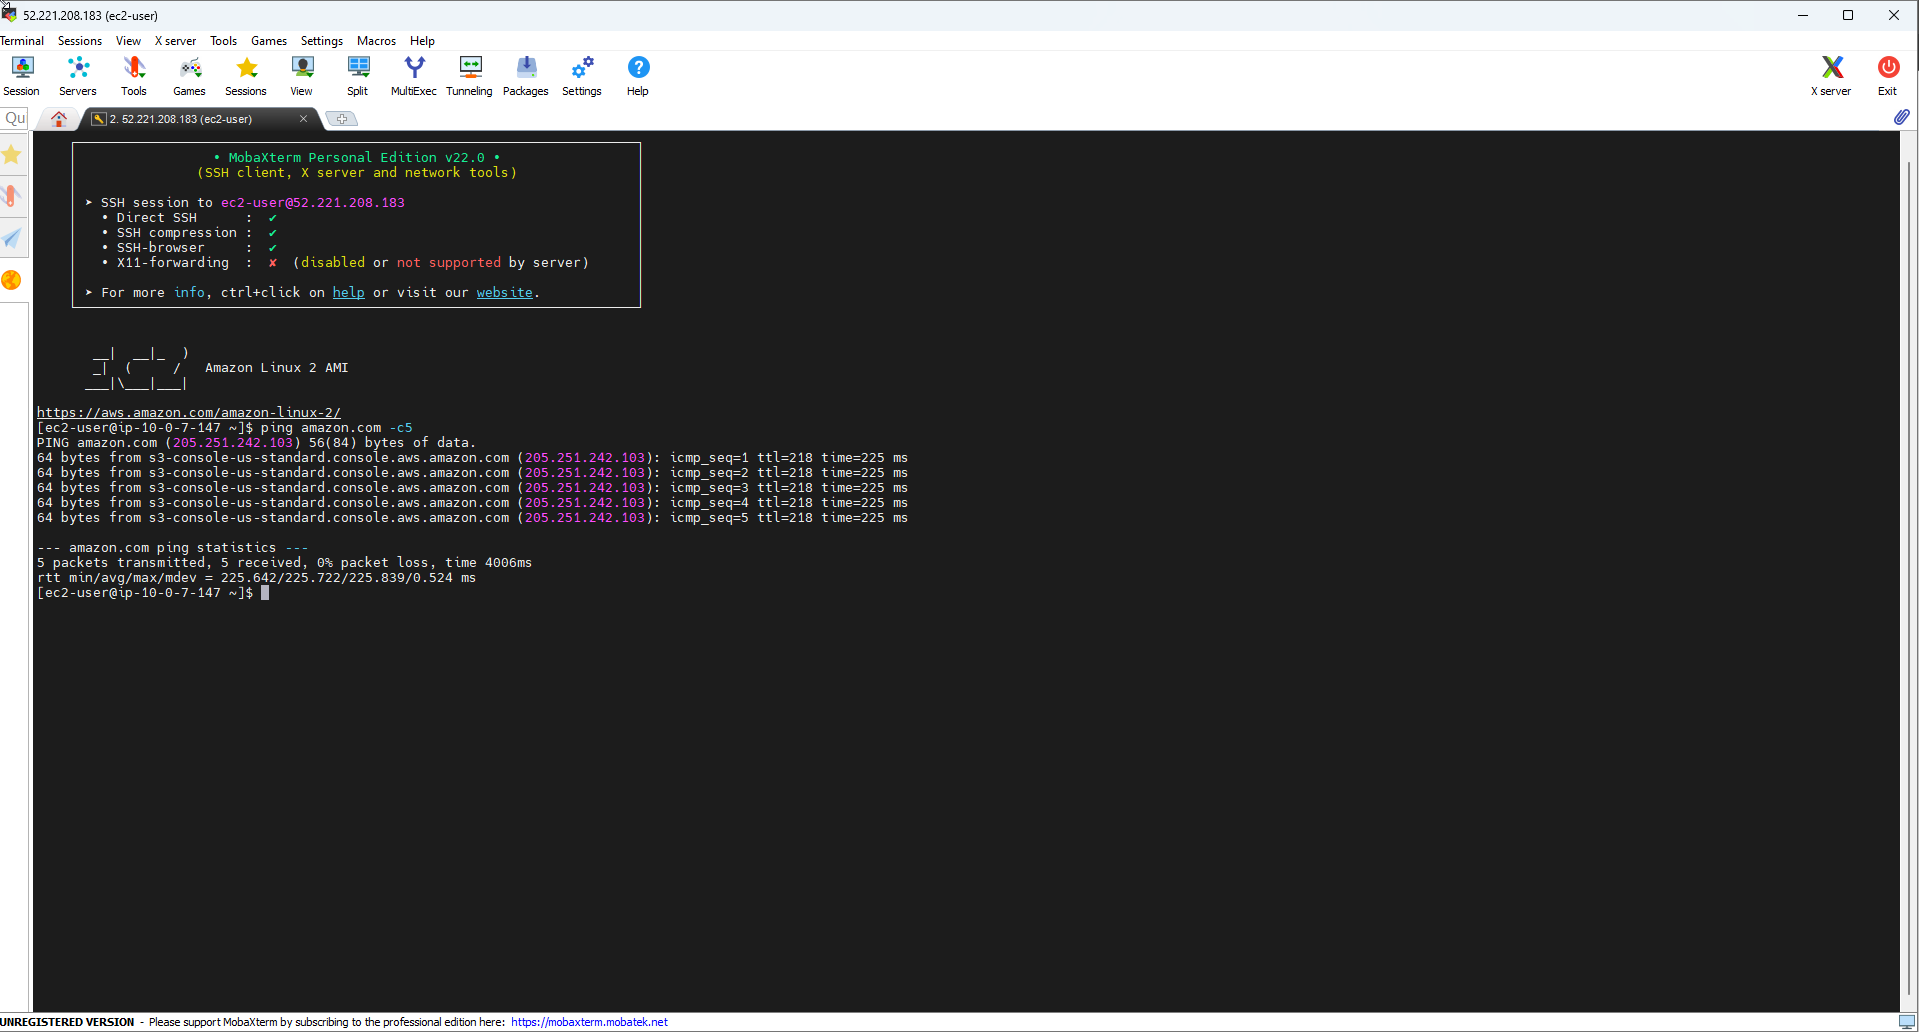 52.221.208.183 (ec2-user)
Terminal Sessions View X server Tools Games Settings Macros Help
Session Servers Tools Games Sessions View Split MultiExec Tunneling Packages Settings Help X server Exit
Qu 2. 52.221.208.183 (ec2-user)
• MobaXterm Personal Edition v22.0 •
(SSH client, X server and network tools)
➤ SSH session to ec2-user@52.221.208.183
• Direct SSH : ✔
• SSH compression : ✔
• SSH-browser : ✔
• X11-forwarding : ✘ (disabled or not supported by server)
➤ For more info, ctrl+click on help or visit our website.
__| __|_ )
_| ( / Amazon Linux 2 AMI
___|\___|___|
https://aws.amazon.com/amazon-linux-2/
[ec2-user@ip-10-0-7-147 ~]$ ping amazon.com -c5
PING amazon.com (205.251.242.103) 56(84) bytes of data.
64 bytes from s3-console-us-standard.console.aws.amazon.com (205.251.242.103): icmp_seq=1 ttl=218 time=225 ms
64 bytes from s3-console-us-standard.console.aws.amazon.com (205.251.242.103): icmp_seq=2 ttl=218 time=225 ms
64 bytes from s3-console-us-standard.console.aws.amazon.com (205.251.242.103): icmp_seq=3 ttl=218 time=225 ms
64 bytes from s3-console-us-standard.console.aws.amazon.com (205.251.242.103): icmp_seq=4 ttl=218 time=225 ms
64 bytes from s3-console-us-standard.console.aws.amazon.com (205.251.242.103): icmp_seq=5 ttl=218 time=225 ms
--- amazon.com ping statistics ---
5 packets transmitted, 5 received, 0% packet loss, time 4006ms
rtt min/avg/max/mdev = 225.642/225.722/225.839/0.524 ms
[ec2-user@ip-10-0-7-147 ~]$
UNREGISTERED VERSION - Please support MobaXterm by subscribing to the professional edition here: https://mobaxterm.mobatek.net